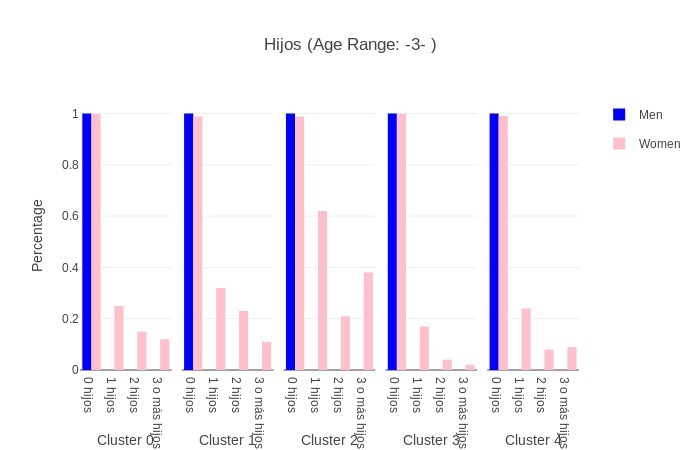 Hijos (Age Range: -3- )
Men
Women
Percentage
1
0.8
0.6
0.4
0.2
0
0 hijos
1 hijos
2 hijos
3 o más hijos
0 hijos
1 hijos
2 hijos
3 o más hijos
0 hijos
1 hijos
2 hijos
3 o más hijos
0 hijos
1 hijos
2 hijos
3 o más hijos
0 hijos
1 hijos
2 hijos
3 o más hijos
Cluster 0
Cluster 1
Cluster 2
Cluster 3
Cluster 4